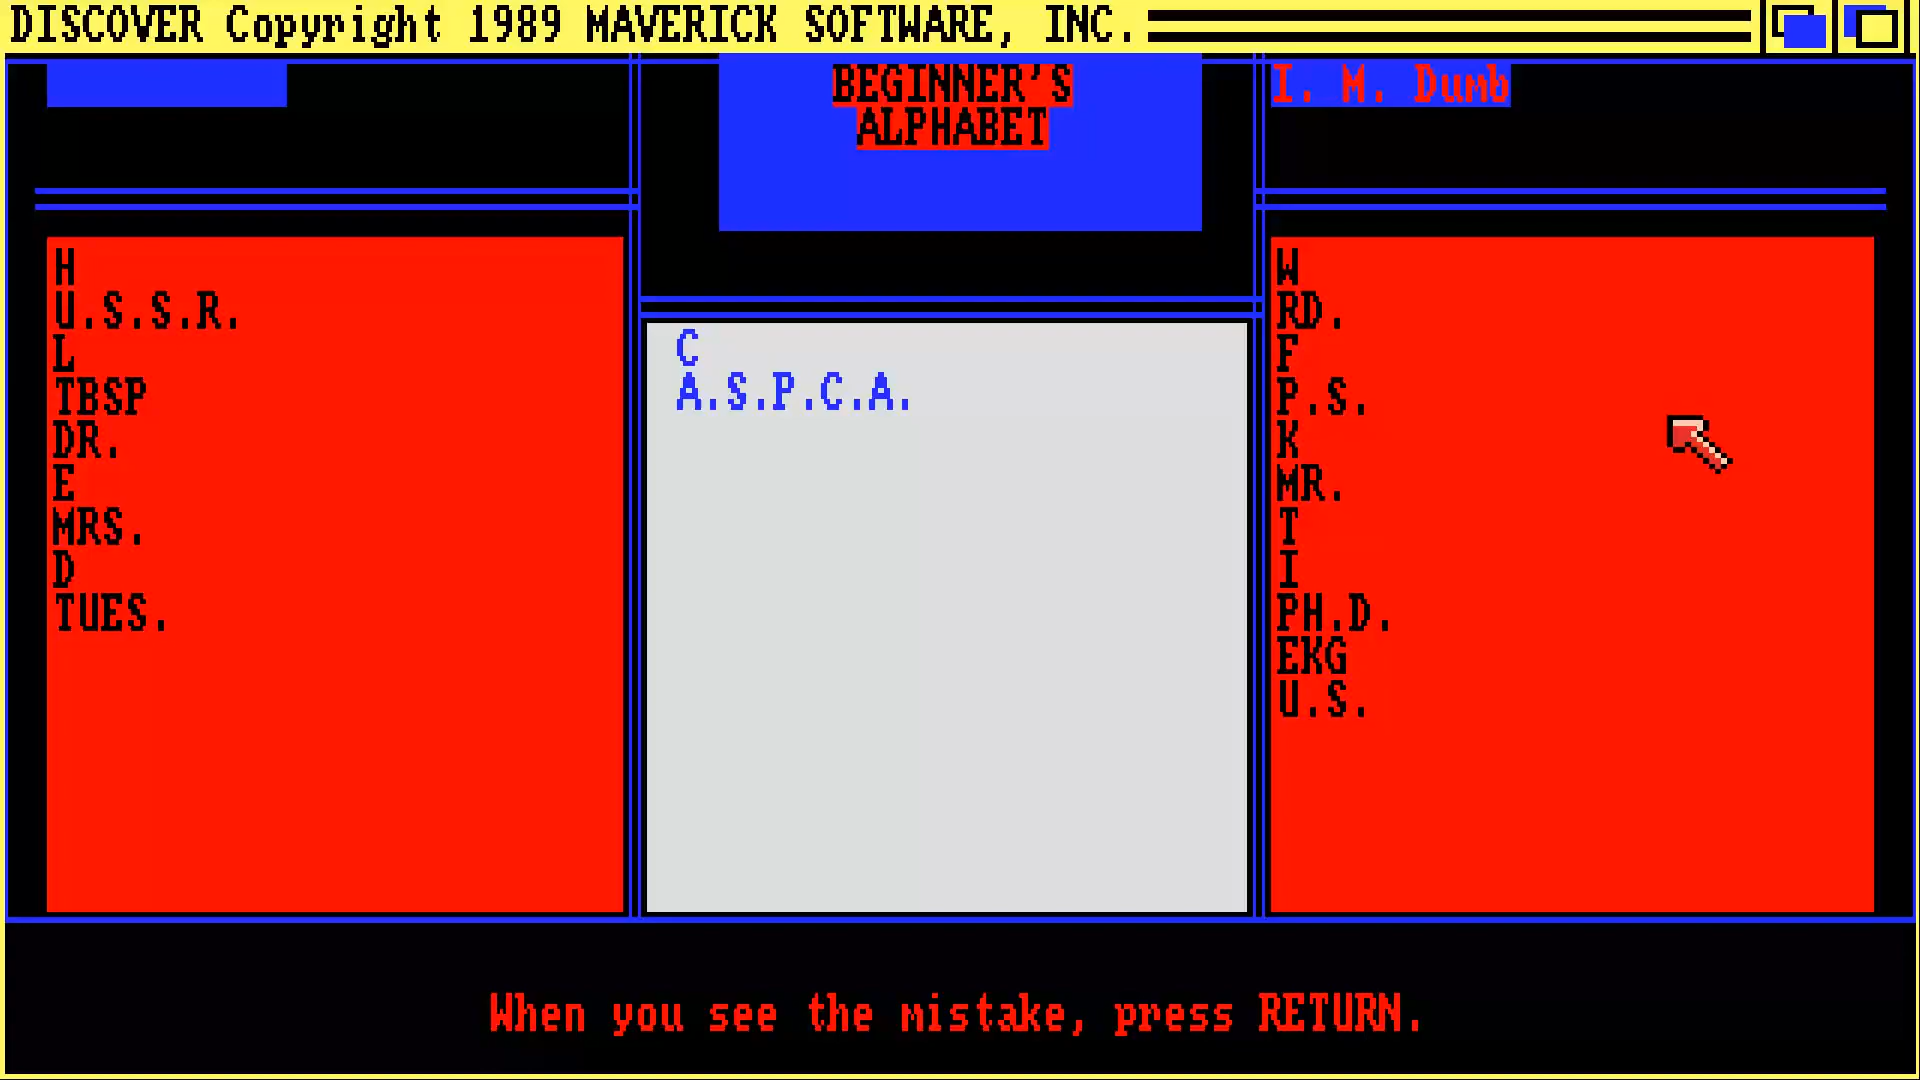 DISCOVER Copyright 1989 MAVERICK SOFTWARE, INC.
BEGINNER'S
ALPHABET
I. M. Dumb
H
U.S.S.R.
L
TBSP
DR.
E
MRS.
D
TUES.
C
A.S.P.C.A.
W
RD.
F
P.S.
K
MR.
T
I
PH.D.
EKG
U.S.
When you see the mistake, press RETURN.